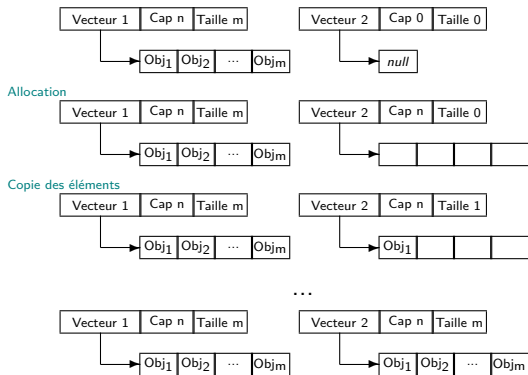 Vecteur 1 Cap n Taille m Vecteur 2 Cap 0 Taille 0
Obj1 Obj2 ... Objm null
Allocation
Vecteur 1 Cap n Taille m Vecteur 2 Cap n Taille 0
Obj1 Obj2 ... Objm
Copie des éléments
Vecteur 1 Cap n Taille m Vecteur 2 Cap n Taille 1
Obj1 Obj2 ... Objm Obj1
...
Vecteur 1 Cap n Taille m Vecteur 2 Cap n Taille m
Obj1 Obj2 ... Objm Obj1 Obj2 ... Objm